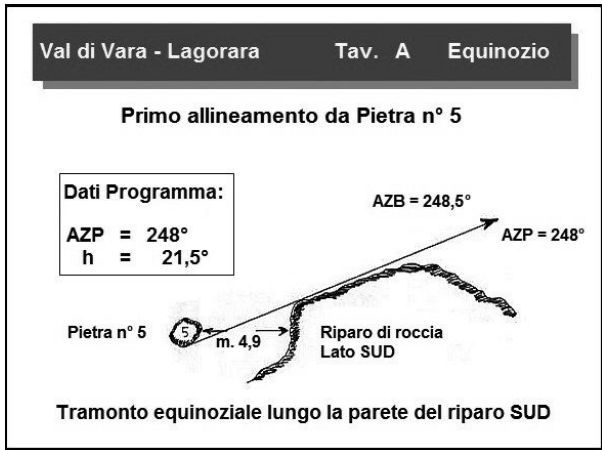 Val di Vara - Lagorara Tav. A Equinozio
Primo allineamento da Pietra n° 5
Dati Programma:
AZP = 248°
h = 21,5°
AZB = 248,5°
AZP = 248°
Pietra n° 5
5
m. 4,9
Riparo di roccia
Lato SUD
Tramonto equinoziale lungo la parete del riparo SUD